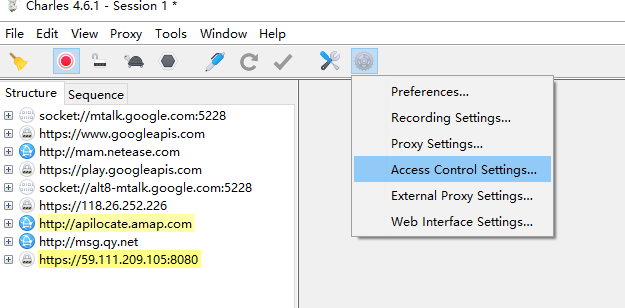 Charles 4.6.1 - Session 1 *
File Edit View Proxy Tools Window Help
Structure Sequence
socket://mtalk.google.com:5228
https://www.googleapis.com
http://mam.netease.com
https://play.googleapis.com
socket://alt8-mtalk.google.com:5228
https://118.26.252.226
http://apilocate.amap.com
http://msg.qy.net
https://59.111.209.105:8080
Preferences...
Recording Settings...
Proxy Settings...
Access Control Settings...
External Proxy Settings...
Web Interface Settings...